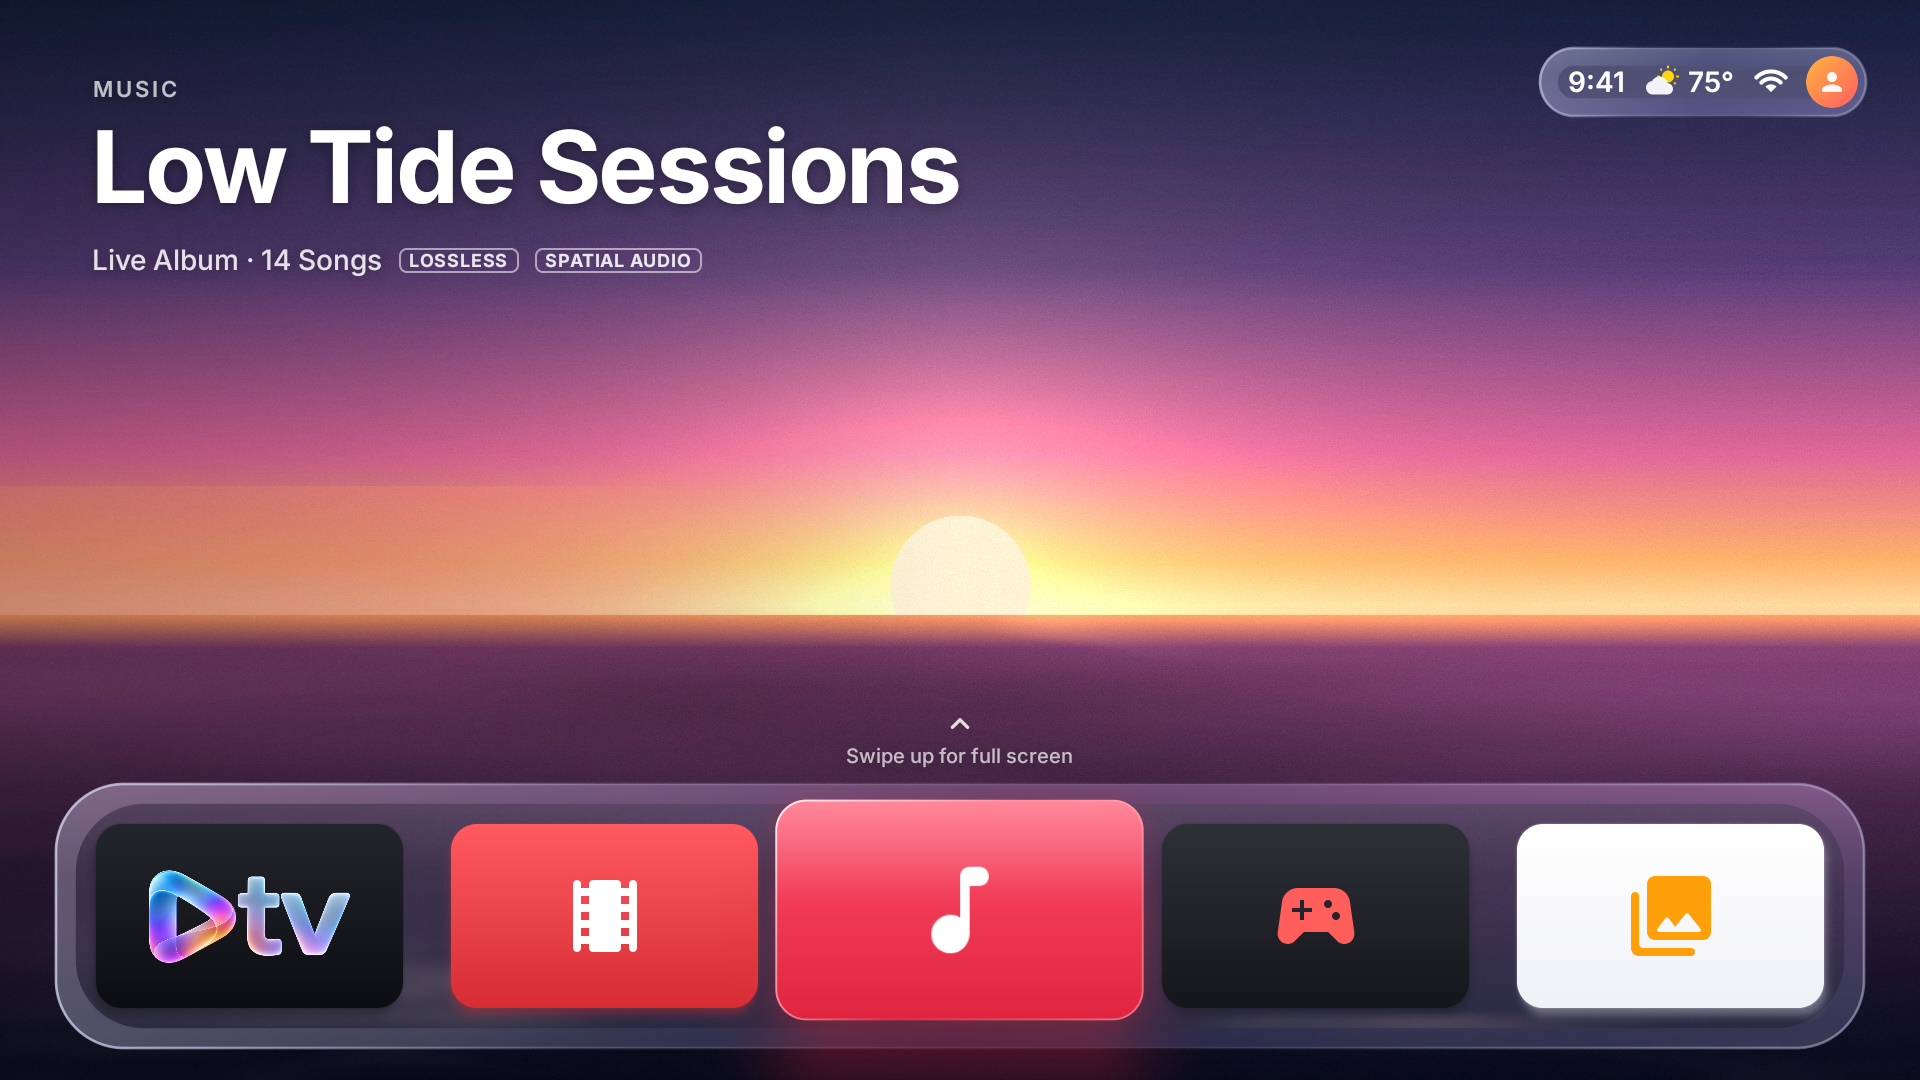 MUSIC
Low Tide Sessions
Live Album · 14 Songs LOSSLESS SPATIAL AUDIO
9:41 75°
Swipe up for full screen
tv